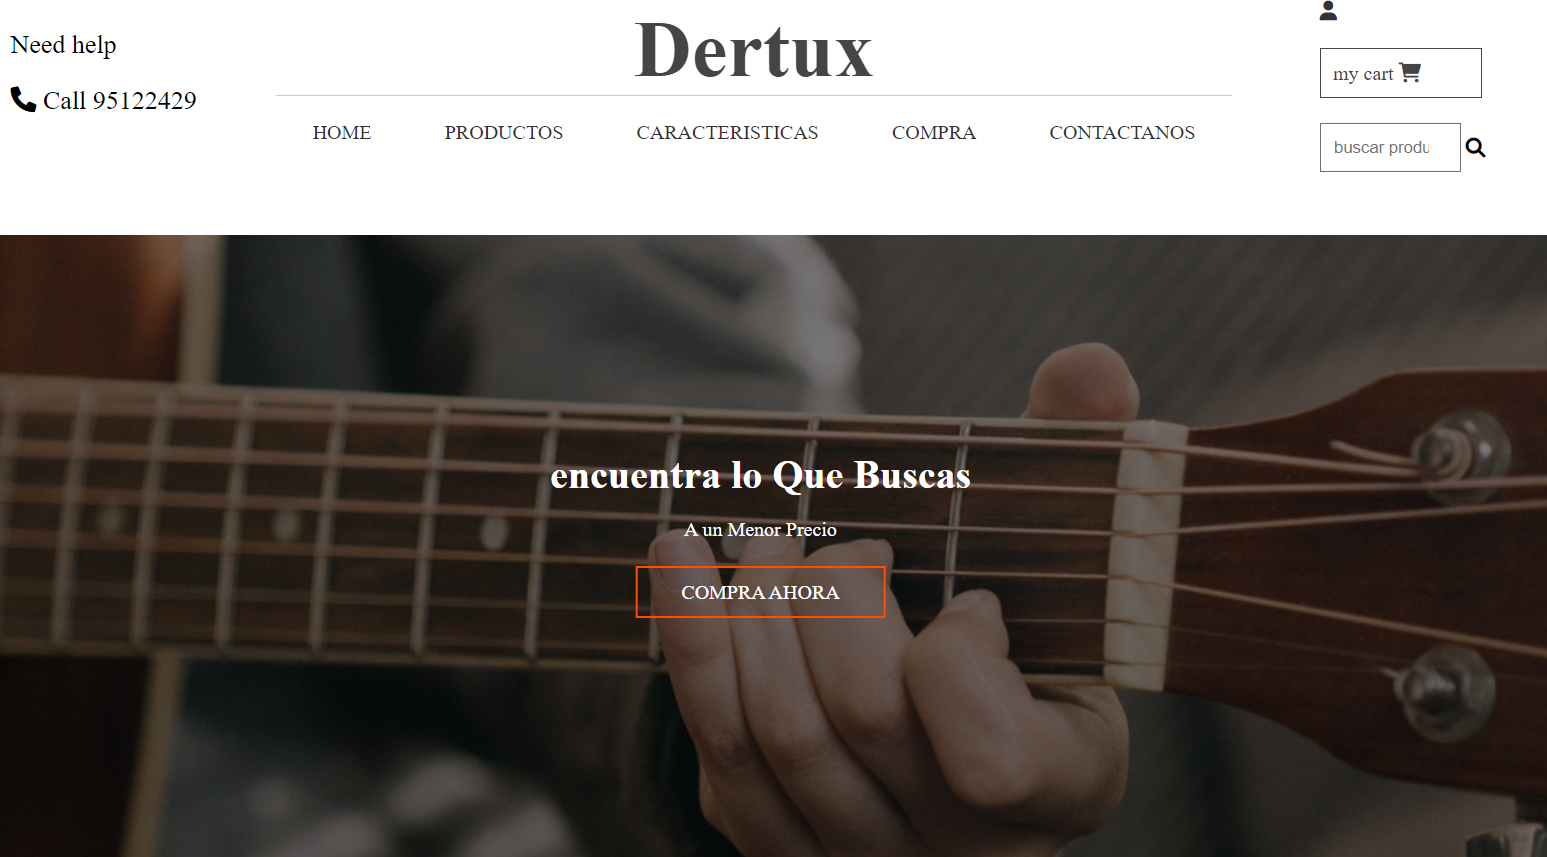 Need help
Call 95122429
Dertux
HOME PRODUCTOS CARACTERISTICAS COMPRA CONTACTANOS
my cart
buscar produ
encuentra lo Que Buscas
A un Menor Precio
COMPRA AHORA